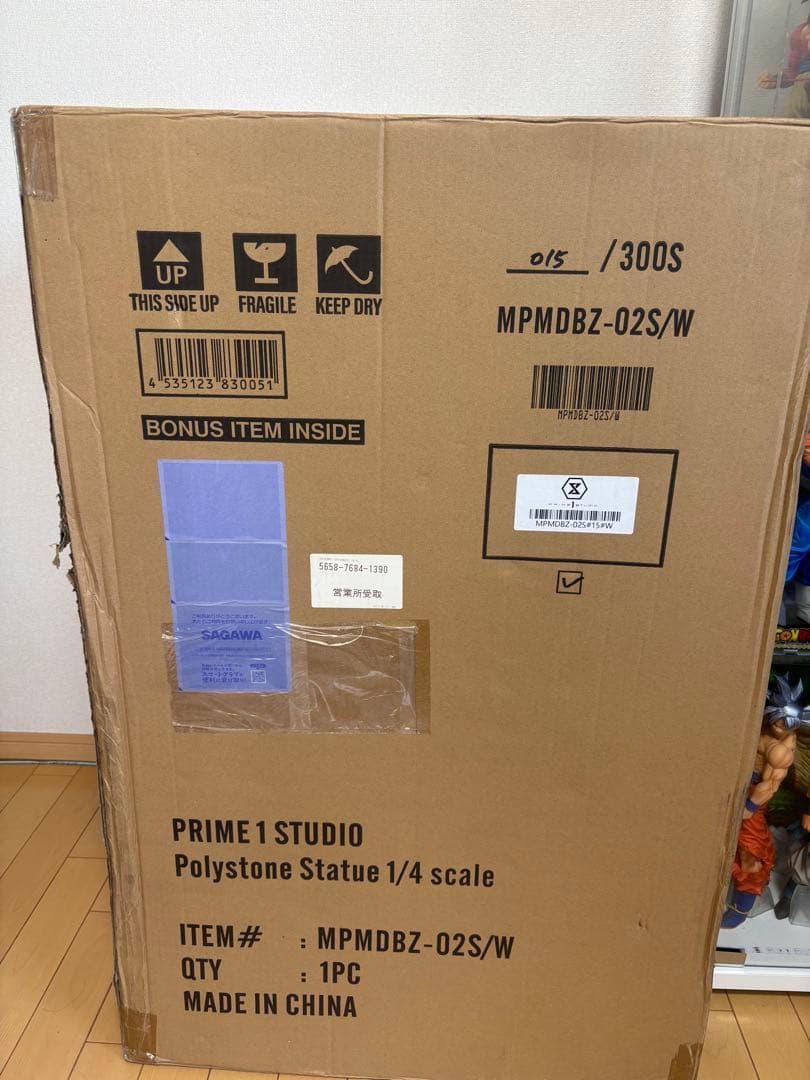 UP
THIS SIDE UP
FRAGILE
KEEP DRY
4 535123 830051
BONUS ITEM INSIDE
015 /300S
MPMDBZ-02S/W
MPMDBZ-02S/W
MPMDBZ-02S#15#W
5658-7684-1390
営業所受取
SAGAWA
PRIME 1 STUDIO
Polystone Statue 1/4 scale
ITEM# : MPMDBZ-02S/W
QTY : 1PC
MADE IN CHINA